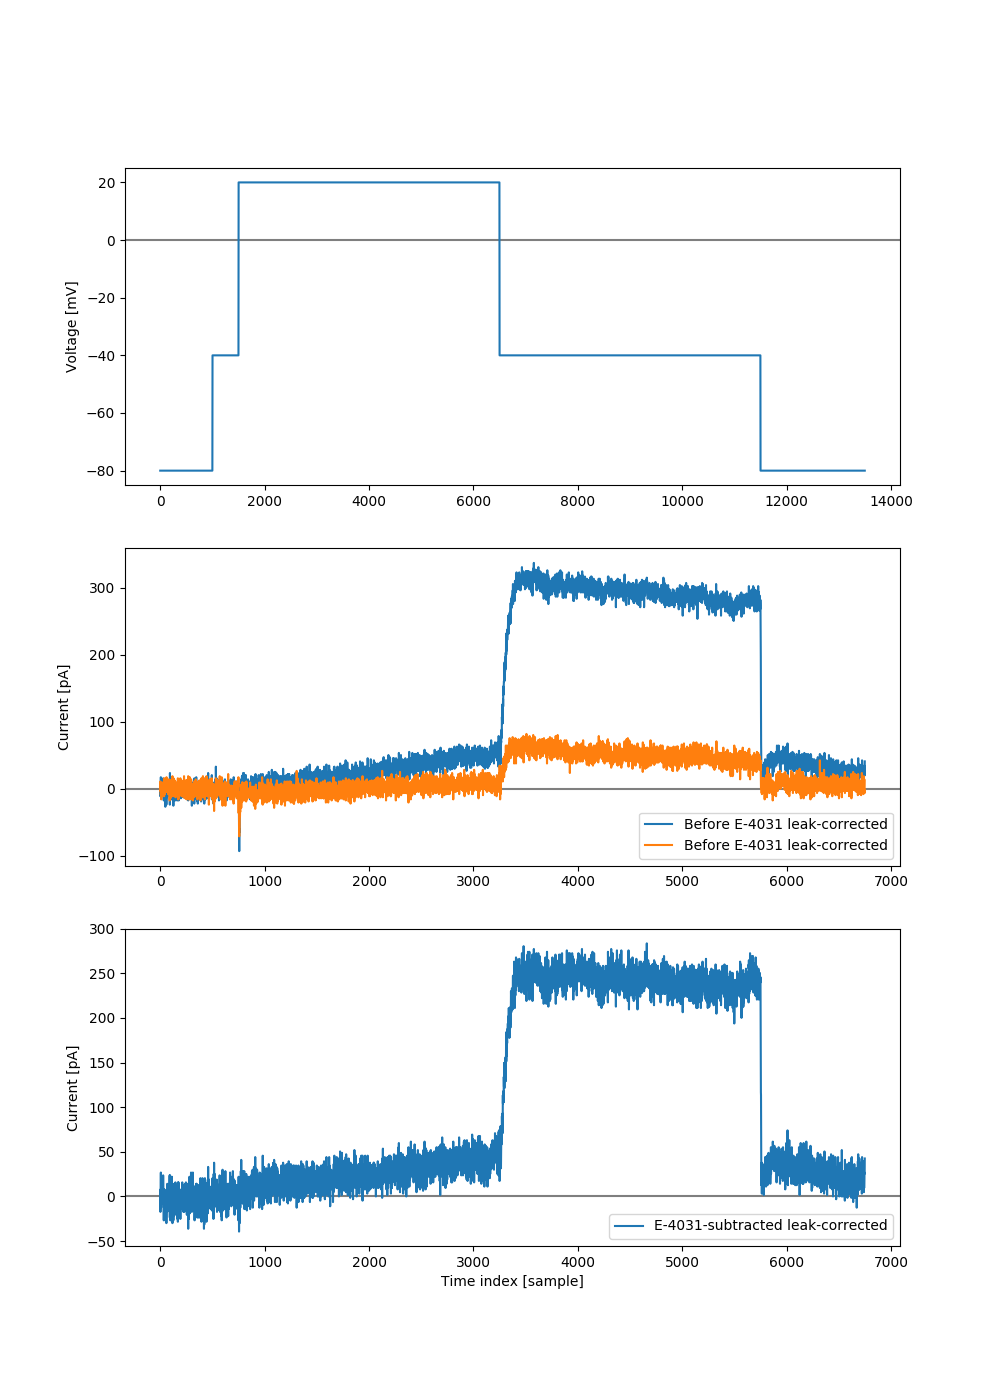 20
0
−20
−40
−60
−80
Voltage [mV]
0 2000 4000 6000 8000 10000 12000 14000
300
200
100
0
−100
Current [pA]
Before E-4031 leak-corrected
Before E-4031 leak-corrected
0 1000 2000 3000 4000 5000 6000 7000
300
250
200
150
100
50
0
−50
Current [pA]
E-4031-subtracted leak-corrected
0 1000 2000 3000 4000 5000 6000 7000
Time index [sample]